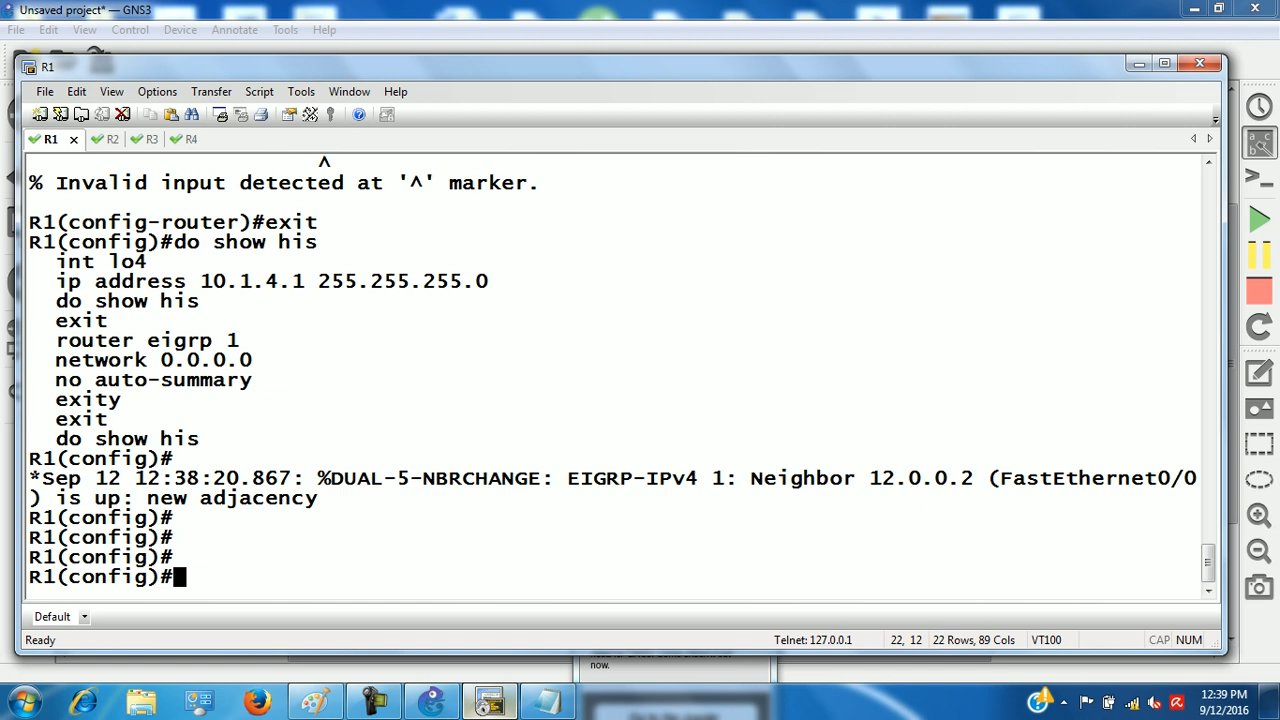 Unsaved project* — GNS3
File Edit View Control Device Annotate Tools Help
R1
File Edit View Options Transfer Script Tools Window Help
R1 R2 R3 R4
^
% Invalid input detected at '^' marker.
R1(config-router)#exit
R1(config)#do show his
int lo4
ip address 10.1.4.1 255.255.255.0
do show his
exit
router eigrp 1
network 0.0.0.0
no auto-summary
exity
exit
do show his
R1(config)#
*Sep 12 12:38:20.867: %DUAL-5-NBRCHANGE: EIGRP-IPv4 1: Neighbor 12.0.0.2 (FastEthernet0/0
) is up: new adjacency
R1(config)#
R1(config)#
R1(config)#
R1(config)#
Default
Ready Telnet: 127.0.0.1 22, 12 22 Rows, 89 Cols VT100 CAP NUM
now.
12:39 PM
9/12/2016